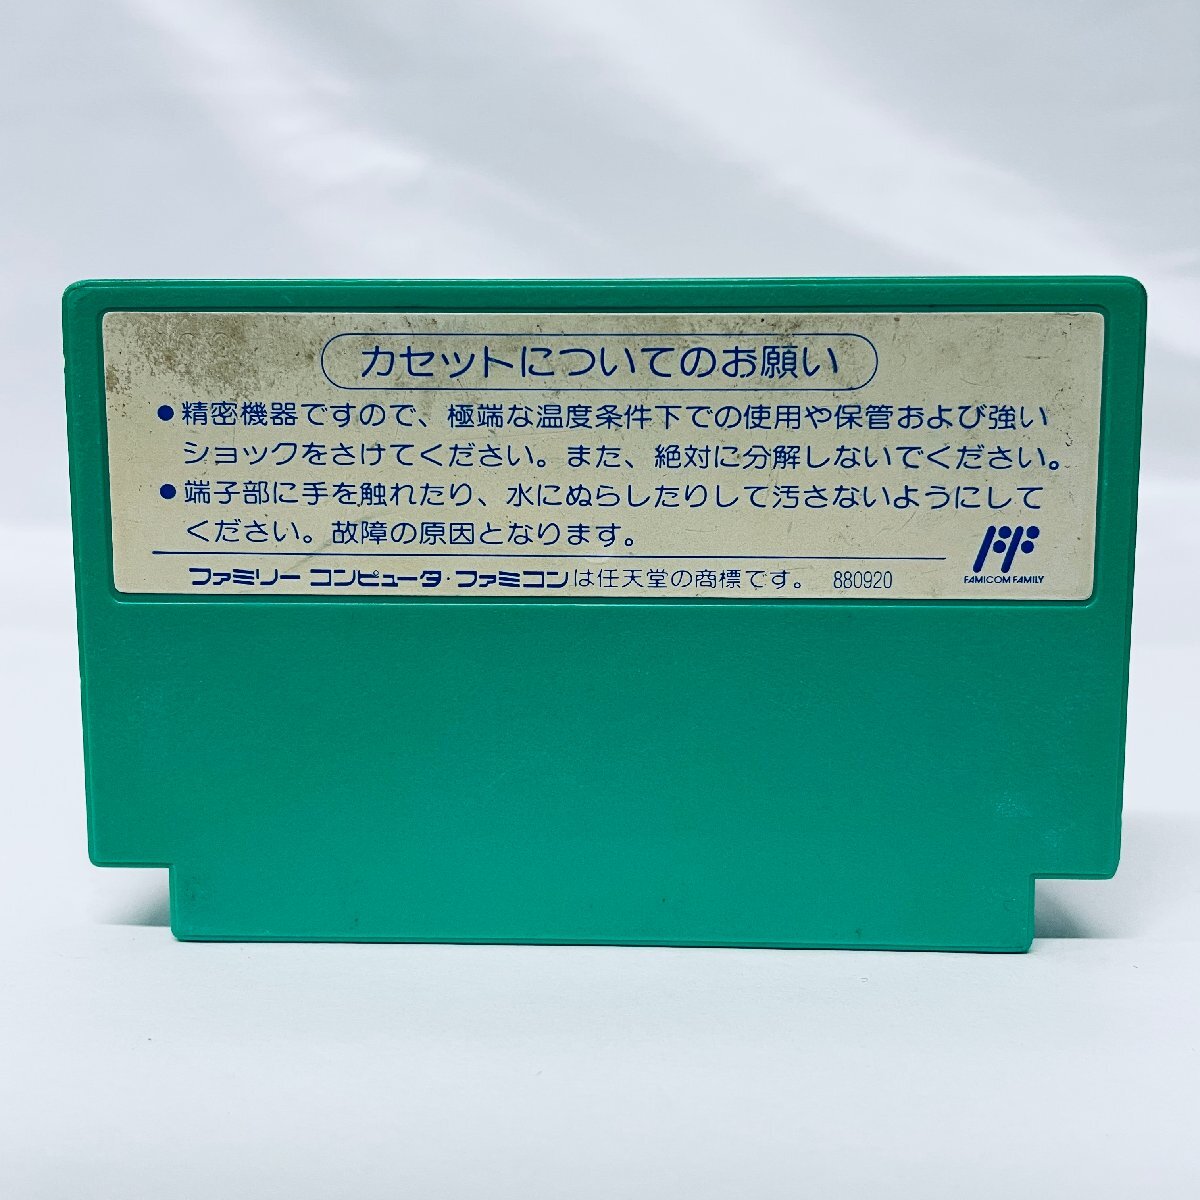 カセットについてのお願い
●精密機器ですので、極端な温度条件下での使用や保管および強い
ショックをさけてください。また、絶対に分解しないでください。
●端子部に手を触れたり、水にぬらしたりして汚さないようにして
ください。故障の原因となります。
FAMICOM FAMILY
ファミリーコンピュータ・ファミコンは任天堂の商標です。 880920